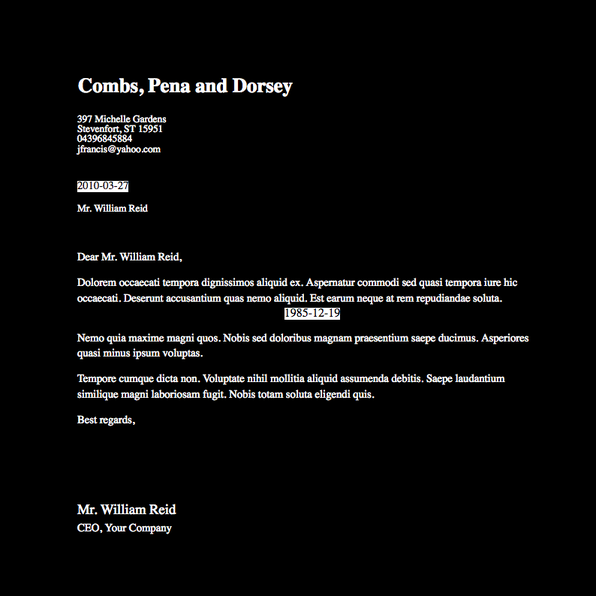 Combs, Pena and Dorsey
397 Michelle Gardens
Stevenfort, ST 15951
04396845884
jfrancis@yahoo.com
2010-03-27
Mr. William Reid
Dear Mr. William Reid,
Dolorem occaecati tempora dignissimos aliquid ex. Aspernatur commodi sed quasi tempora iure hic
occaecati. Deserunt accusantium quas nemo aliquid. Est earum neque at rem repudiandae soluta.
1985-12-19
Nemo quia maxime magni quos. Nobis sed doloribus magnam praesentium saepe ducimus. Asperiores
quasi minus ipsum voluptas.
Tempore cumque dicta non. Voluptate nihil mollitia aliquid assumenda debitis. Saepe laudantium
similique magni laboriosam fugit. Nobis totam soluta eligendi quis.
Best regards,
Mr. William Reid
CEO, Your Company